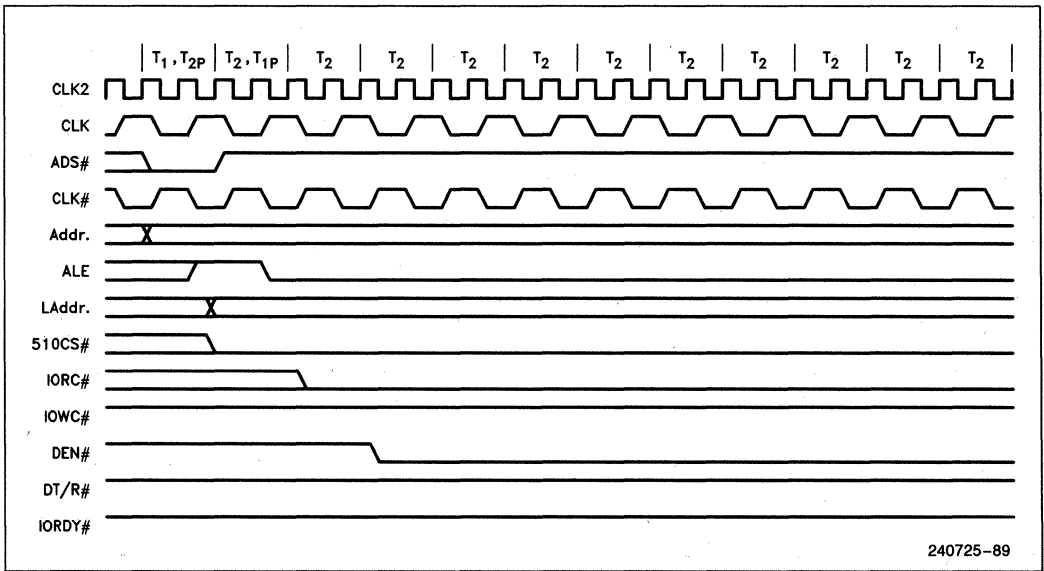 T1 ,T2P T2 ,T1P T2 T2 T2 T2 T2 T2 T2 T2 T2 T2
CLK2
CLK
ADS#
CLK#
Addr.
ALE
LAddr.
510CS#
IORC#
IOWC#
DEN#
DT/R#
IORDY#
240725–89